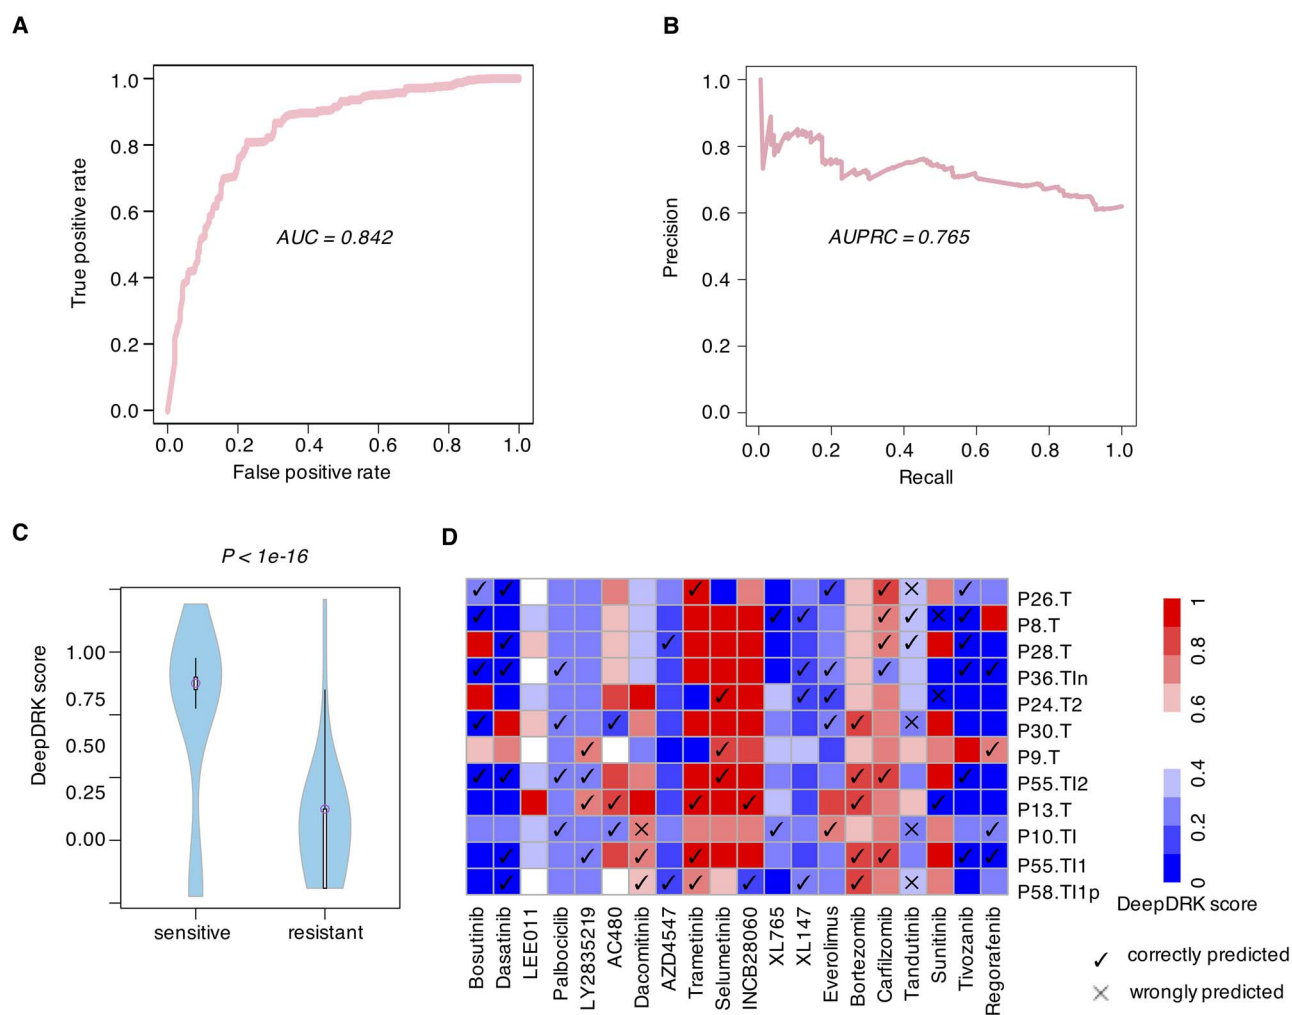 A
1.0
0.8
0.6
0.4
0.2
0.0
True positive rate
AUC = 0.842
0.0 0.2 0.4 0.6 0.8 1.0
False positive rate
B
1.0
0.8
0.6
0.4
0.2
0.0
Precision
AUPRC = 0.765
0.0 0.2 0.4 0.6 0.8 1.0
Recall
C
P < 1e-16
1.00
0.75
0.50
0.25
0.00
DeepDRK score
sensitive resistant
D
P26.T
P8.T
P28.T
P36.TIn
P24.T2
P30.T
P9.T
P55.TI2
P13.T
P10.TI
P55.TI1
P58.TI1p
Bosutinib
Dasatinib
LEE011
Palbociclib
LY2835219
AC480
Dacomitinib
AZD4547
Trametinib
Selumetinib
INCB28060
XL765
XL147
Everolimus
Bortezomib
Carfilzomib
Tandutinib
Sunitinib
Tivozanib
Regorafenib
1
0.8
0.6
0.4
0.2
0
DeepDRK score
correctly predicted
wrongly predicted